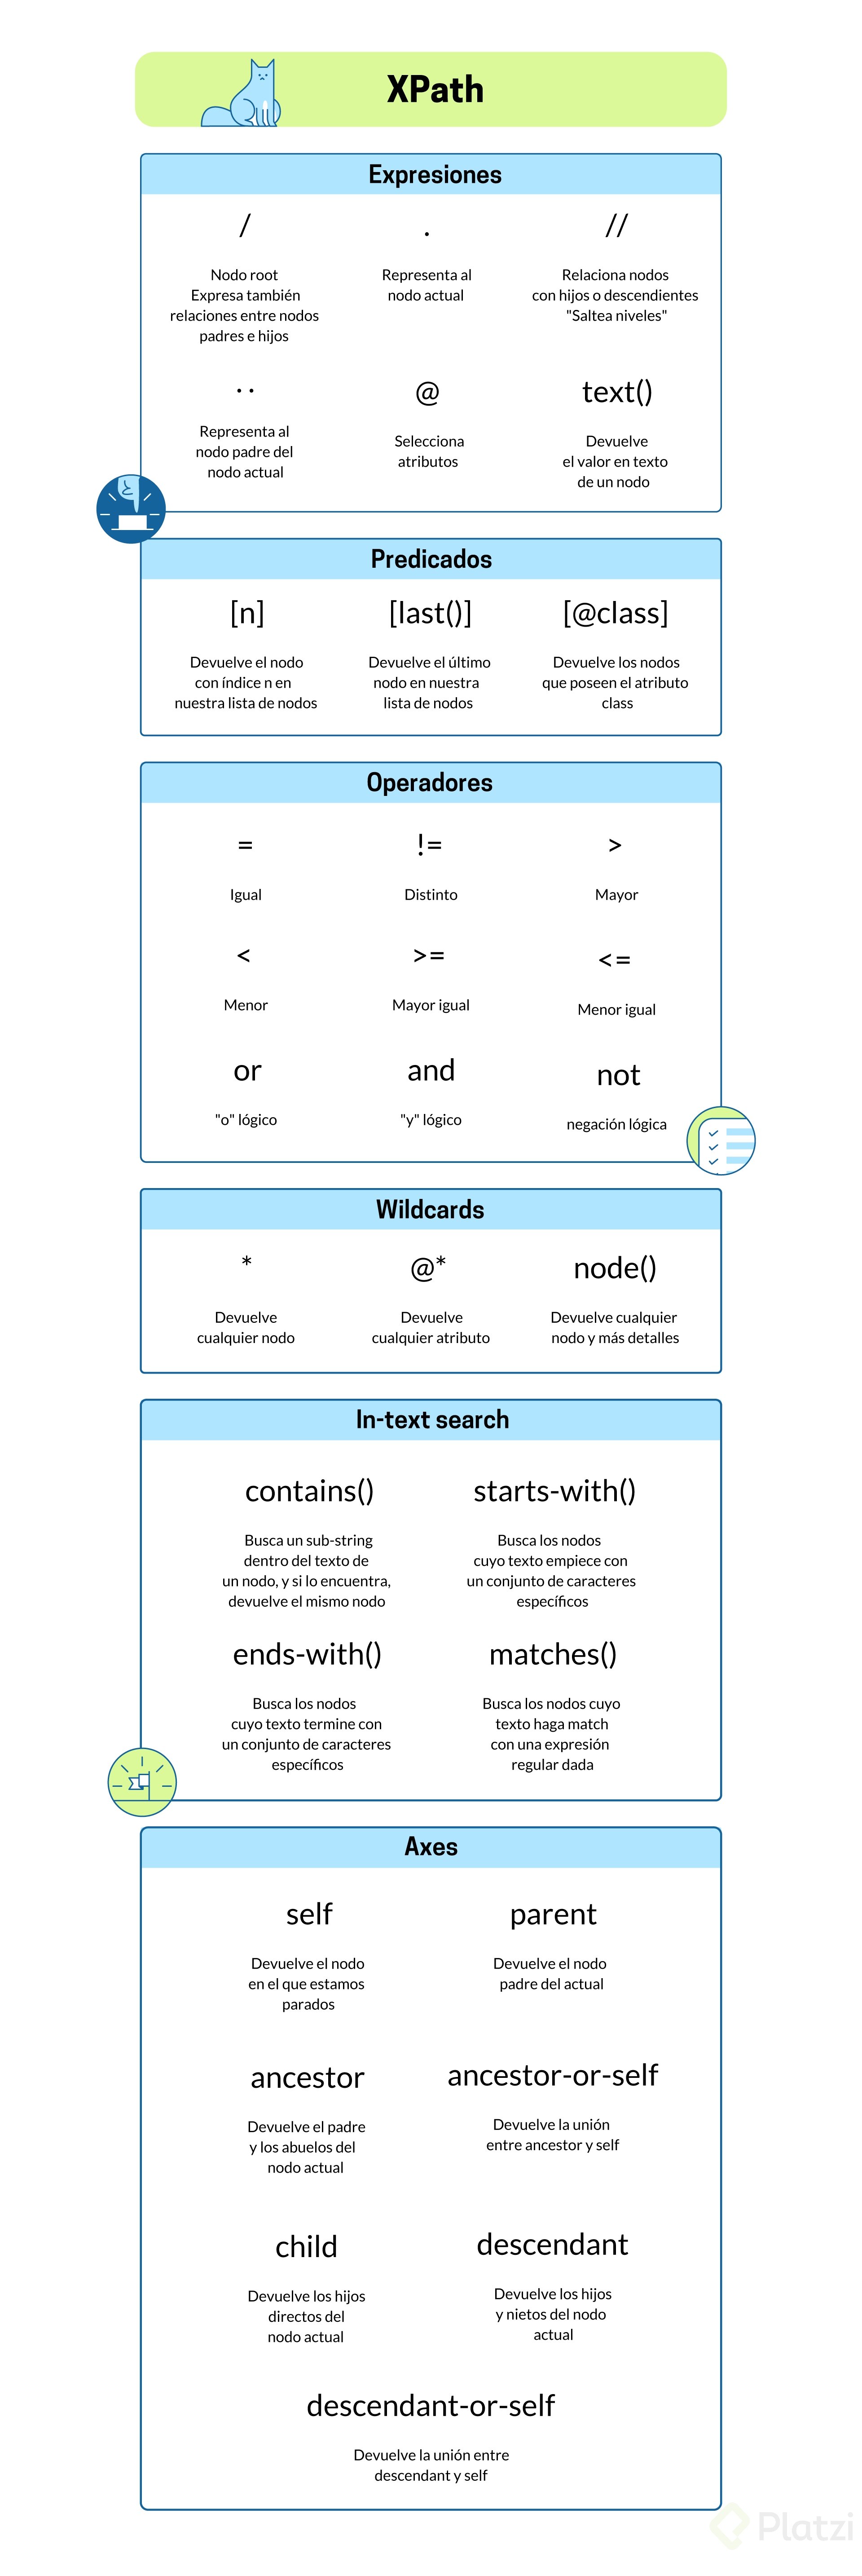 XPath
Expresiones
/
Nodo root
Expresa también
relaciones entre nodos
padres e hijos
.
Representa al
nodo actual
//
Relaciona nodos
con hijos o descendientes
"Saltea niveles"
..
Representa al
nodo padre del
nodo actual
@
Selecciona
atributos
text()
Devuelve
el valor en texto
de un nodo
Predicados
[n]
Devuelve el nodo
con índice n en
nuestra lista de nodos
[last()]
Devuelve el último
nodo en nuestra
lista de nodos
[@class]
Devuelve los nodos
que poseen el atributo
class
Operadores
=
Igual
!=
Distinto
>
Mayor
<
Menor
>=
Mayor igual
<=
Menor igual
or
"o" lógico
and
"y" lógico
not
negación lógica
Wildcards
*
Devuelve
cualquier nodo
@*
Devuelve
cualquier atributo
node()
Devuelve cualquier
nodo y más detalles
In-text search
contains()
Busca un sub-string
dentro del texto de
un nodo, y si lo encuentra,
devuelve el mismo nodo
starts-with()
Busca los nodos
cuyo texto empiece con
un conjunto de caracteres
específicos
ends-with()
Busca los nodos
cuyo texto termine con
un conjunto de caracteres
específicos
matches()
Busca los nodos cuyo
texto haga match
con una expresión
regular dada
Axes
self
Devuelve el nodo
en el que estamos
parados
parent
Devuelve el nodo
padre del actual
ancestor
Devuelve el padre
y los abuelos del
nodo actual
ancestor-or-self
Devuelve la unión
entre ancestor y self
child
Devuelve los hijos
directos del
nodo actual
descendant
Devuelve los hijos
y nietos del nodo
actual
descendant-or-self
Devuelve la unión entre
descendant y self
Platzi